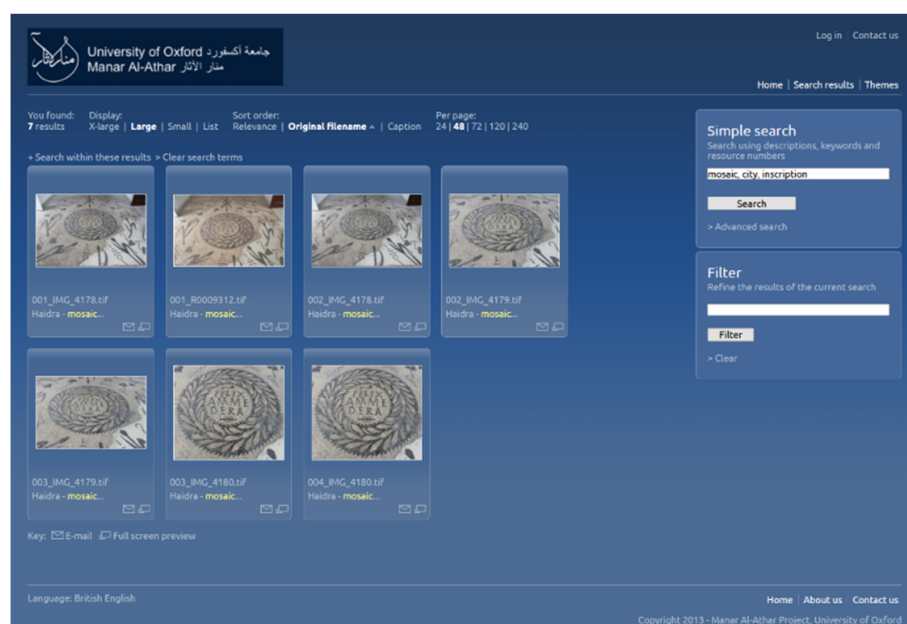 University of Oxford جامعة أكسفورد
Manar Al-Athar منار الآثار
Log in | Contact us
Home | Search results | Themes
You found: Display: Sort order: Per page:
7 results X-large | Large | Small | List Relevance | Original filename | Caption 24 | 48 | 72 | 120 | 240
+ Search within these results > Clear search terms
001_IMG_4178.tif 001_R0009312.tif 002_IMG_4178.tif 002_IMG_4179.tif
Haidra - mosaic... Haidra - mosaic... Haidra - mosaic... Haidra - mosaic...
FILIX
AMME
DERA
003_IMG_4179.tif 003_IMG_4180.tif 004_IMG_4180.tif
Haidra - mosaic... Haidra - mosaic... Haidra - mosaic...
Key: E-mail Full screen preview
Simple search
Search using descriptions, keywords and
resource numbers
mosaic, city, inscription
Search
> Advanced search
Filter
Refine the results of the current search
Filter
> Clear
Language: British English
Home | About us | Contact us
Copyright 2013 - Manar Al-Athar Project, University of Oxford